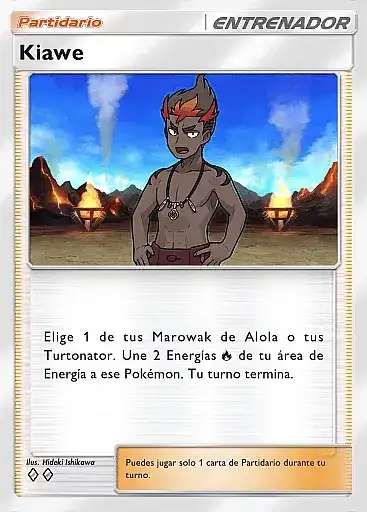 Partidario
ENTRENADOR
Kiawe
Elige 1 de tus Marowak de Alola o tus
Turtonator. Une 2 Energías de tu área de
Energía a ese Pokémon. Tu turno termina.
Ilus. Hideki Ishikawa
Puedes jugar solo 1 carta de Partidario durante tu
turno.